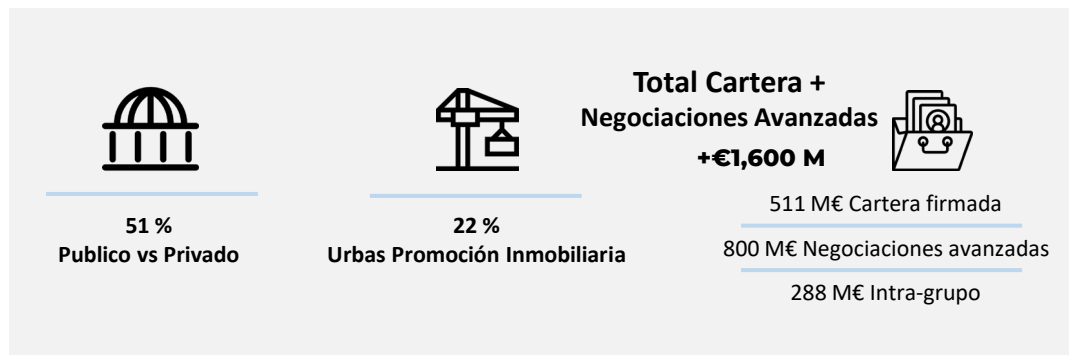 51 %
Publico vs Privado
22 %
Urbas Promoción Inmobiliaria
Total Cartera +
Negociaciones Avanzadas
+€1,600 M
511 M€ Cartera firmada
800 M€ Negociaciones avanzadas
288 M€ Intra-grupo